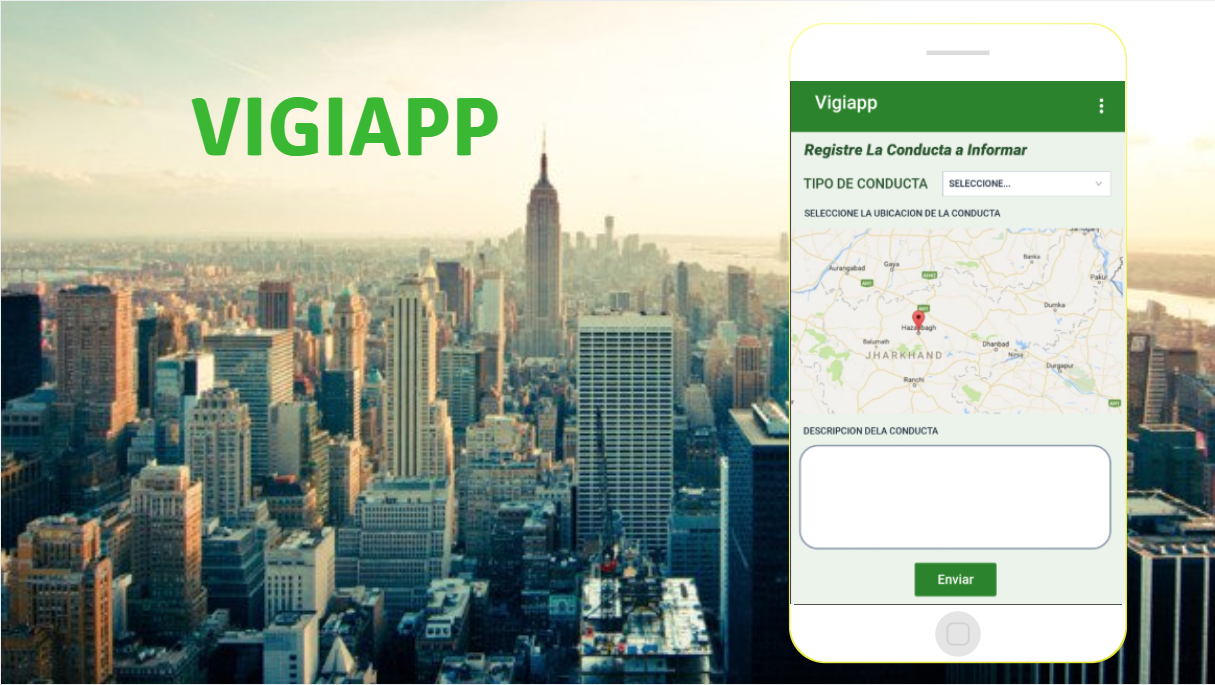 VIGIAPP
Vigiapp
Registre La Conducta a Informar
TIPO DE CONDUCTA
SELECCIONE...
SELECCIONE LA UBICACION DE LA CONDUCTA
Aurangabad
Gaya
Banka
Pakur
Dumka
Hazaribagh
Balumath
JHARKHAND
Dhanbad
Nirsa
Durgapur
Ranchi
DESCRIPCION DELA CONDUCTA
Enviar